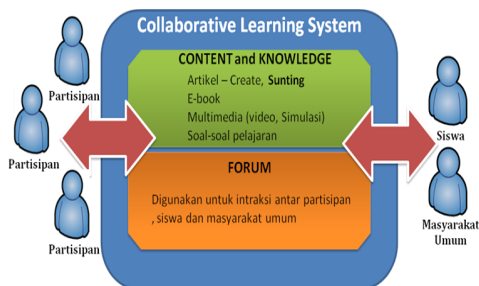 Collaborative Learning System
CONTENT and KNOWLEDGE
Artikel – Create, Sunting
E-book
Multimedia (video, Simulasi)
Soal-soal pelajaran
FORUM
Digunakan untuk intraksi antar partisipan
, siswa dan masyarakat umum
Partisipan
Partisipan
Partisipan
Siswa
Masyarakat
Umum